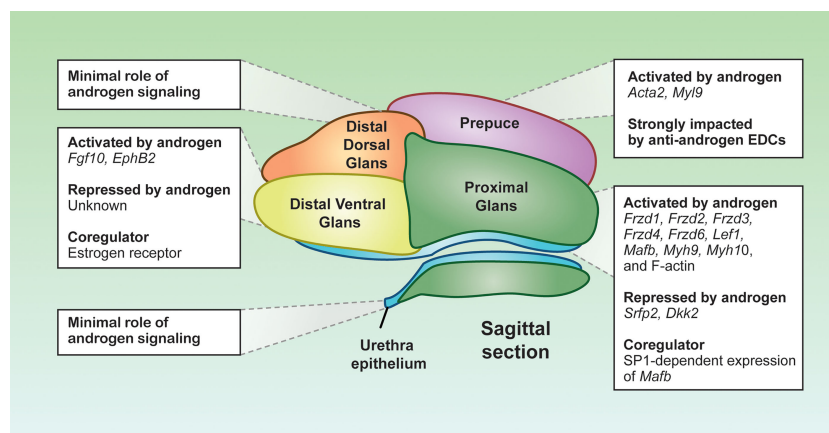 Minimal role of
androgen signaling
Activated by androgen
Fgf10, EphB2
Repressed by androgen
Unknown
Coregulator
Estrogen receptor
Minimal role of
androgen signaling
Distal
Dorsal
Glans
Prepuce
Distal Ventral
Glans
Proximal
Glans
Urethra
epithelium
Sagittal
section
Activated by androgen
Acta2, Myl9
Strongly impacted
by anti-androgen EDCs
Activated by androgen
Frzd1, Frzd2, Frzd3,
Frzd4, Frzd6, Lef1,
Mafb, Myh9, Myh10,
and F-actin
Repressed by androgen
Srfp2, Dkk2
Coregulator
SP1-dependent expression
of Mafb